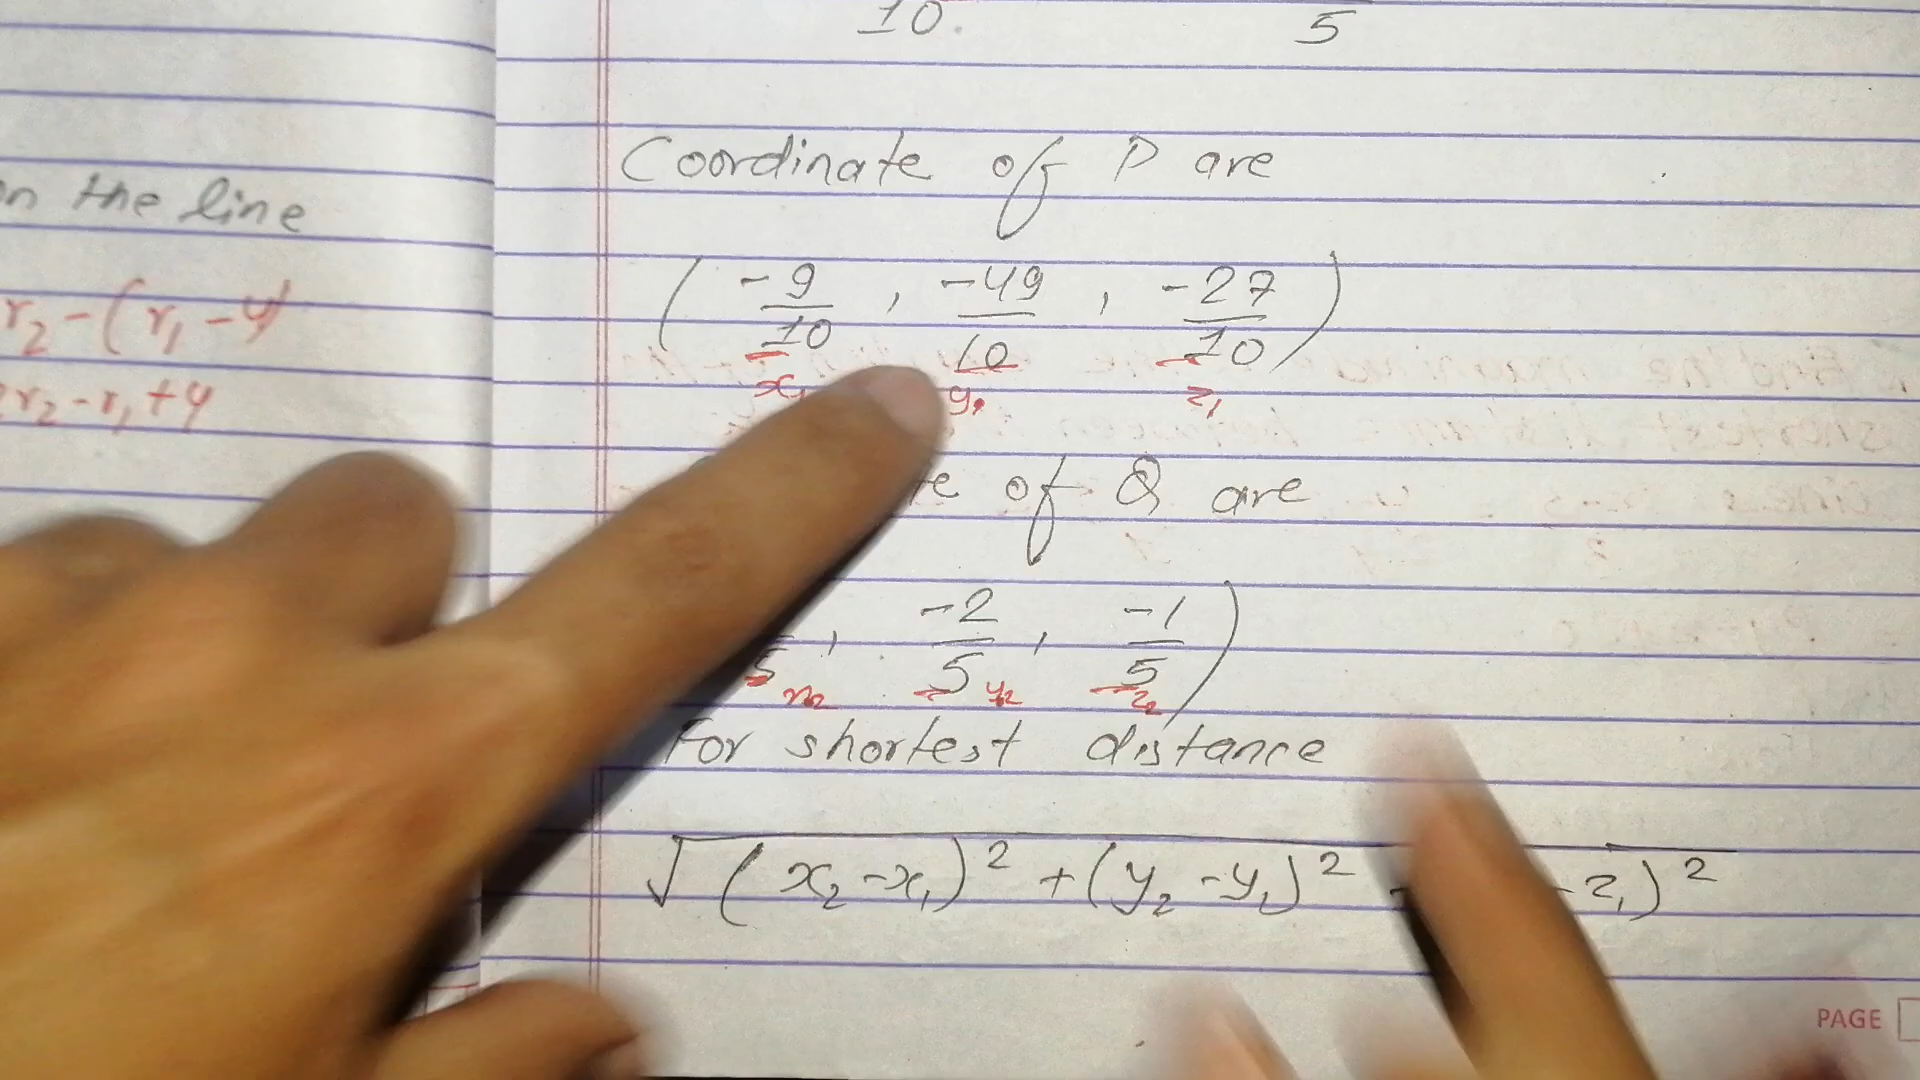 10. 5
n the line
r₂ - (r₁ - 4)
r₂ - r₁ + 4
Coordinate of P are
( -9/10 , -49/10 , -27/10 )
x₁ y₁ z₁
of Q are
5 , -2/5 , -1/5 )
x₂ y₂ z₂
For shortest distance
√ ( x₂ - x₁ )² + ( y₂ - y₁ )² - z₁ )²
PAGE